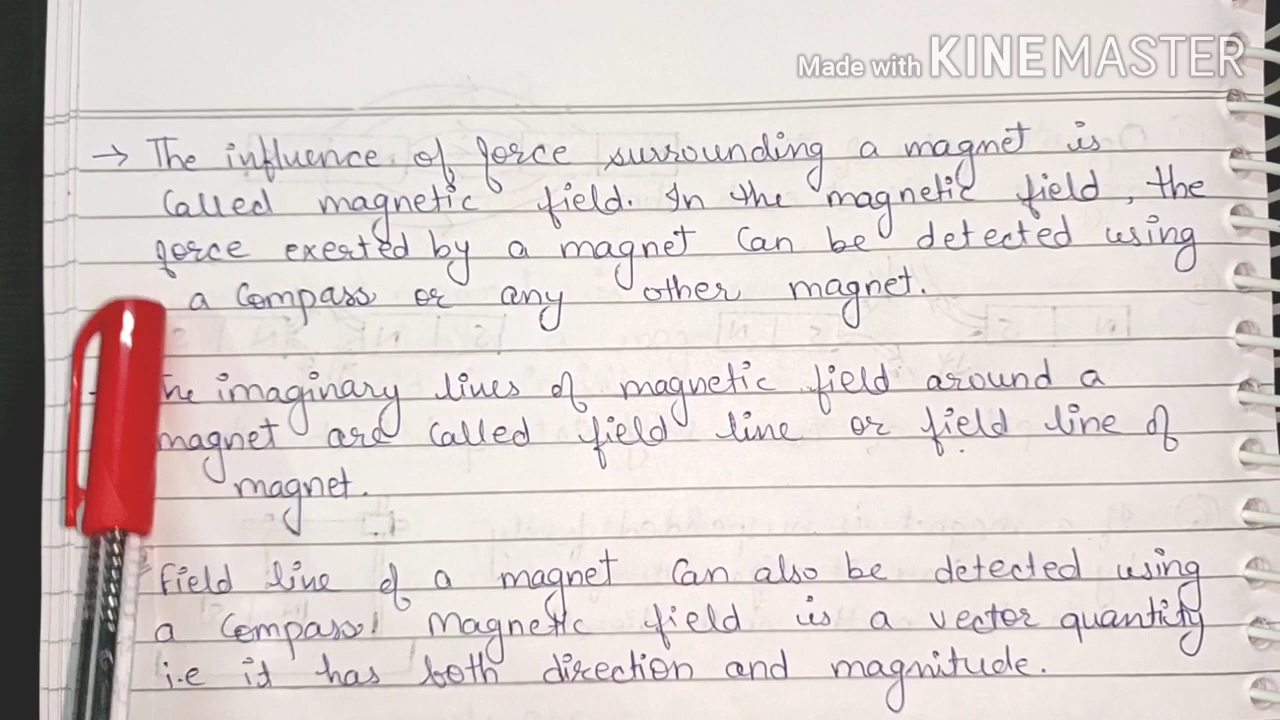 Made with KINEMASTER
→ The influence of force surrounding a magnet is
called magnetic field. In the magnetic field, the
force exerted by a magnet can be detected using
a compass or any other magnet.
The imaginary lines of magnetic field around a
magnet are called field line or field line of
magnet.
Field line of a magnet can also be detected using
a compass. Magnetic field is a vector quantity
i.e it has both direction and magnitude.